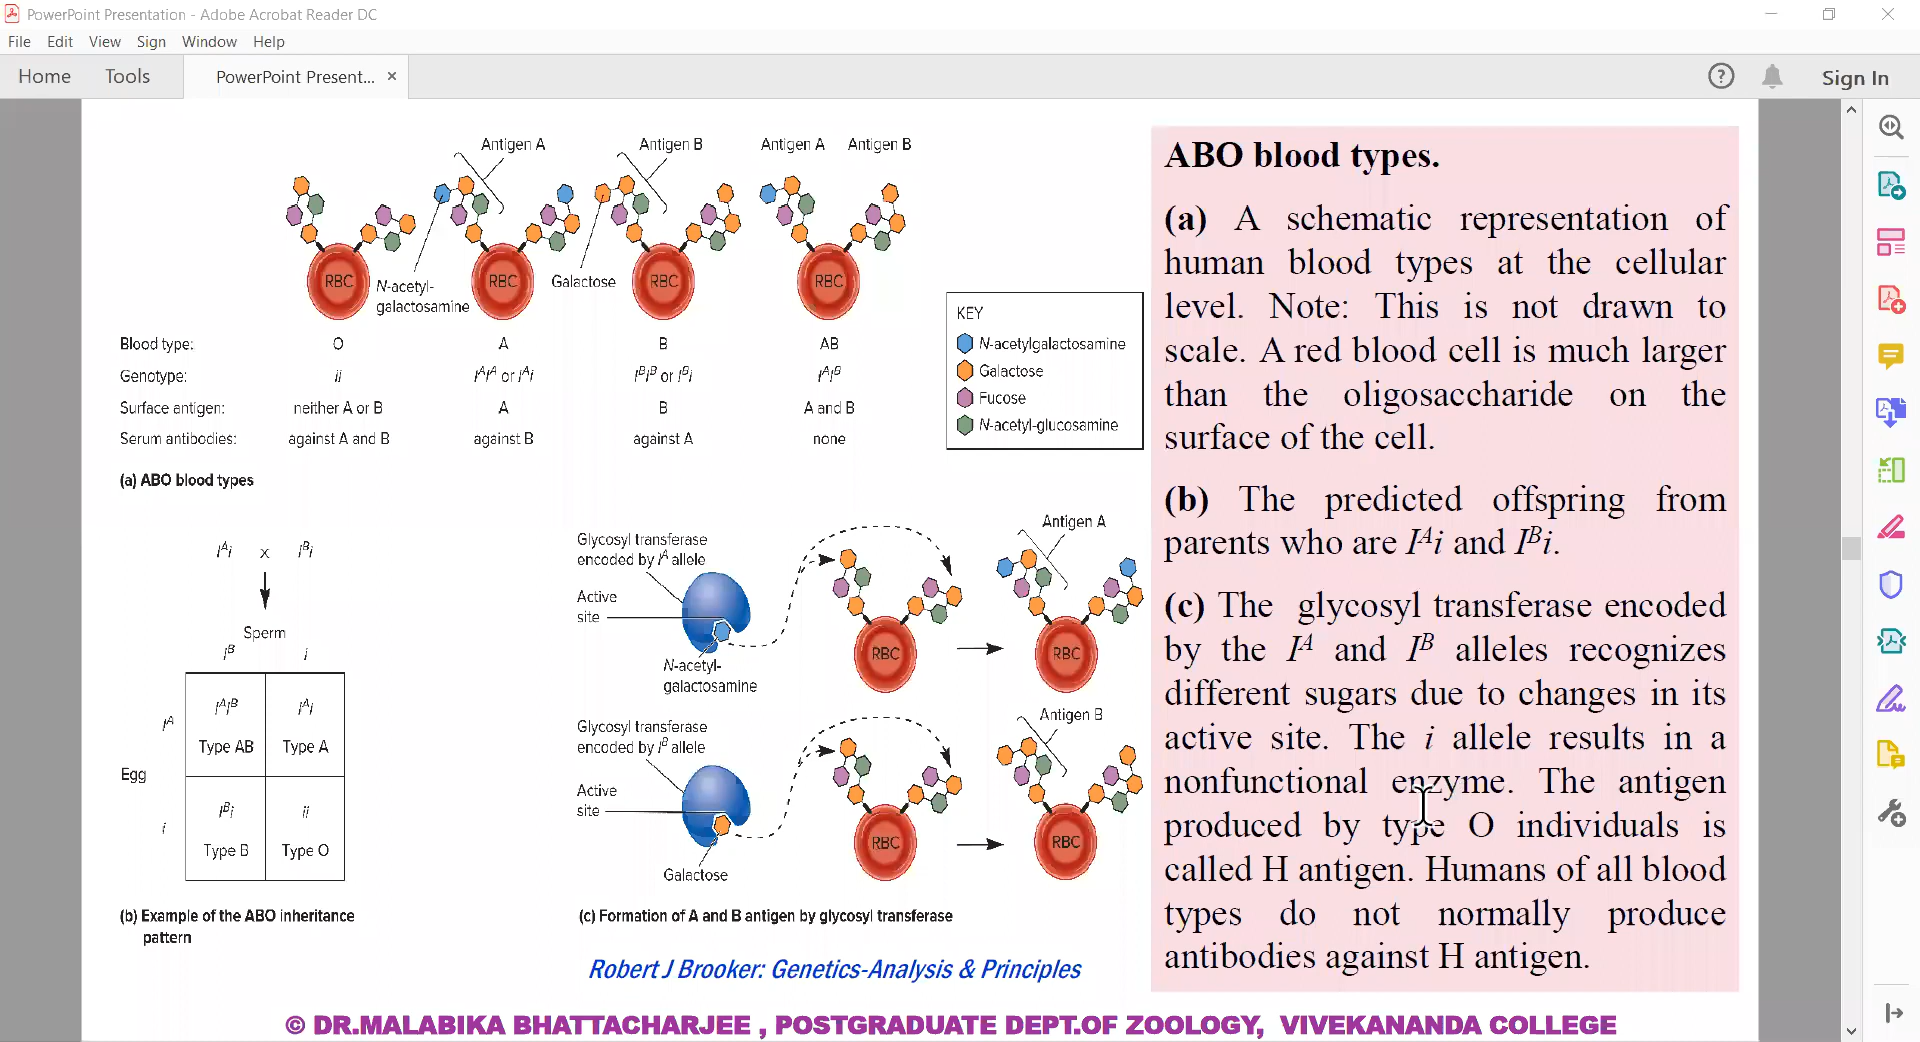 PowerPoint Presentation - Adobe Acrobat Reader DC
File Edit View Sign Window Help
Home Tools PowerPoint Present... × ? Sign In
Antigen A Antigen B Antigen A Antigen B
RBC RBC RBC RBC
N-acetyl-
galactosamine
Galactose
Blood type: O A B AB
Genotype: ii IᴬIᴬ or Iᴬi IᴮIᴮ or Iᴮi IᴬIᴮ
Surface antigen: neither A or B A B A and B
Serum antibodies: against A and B against B against A none
(a) ABO blood types
KEY
N-acetylgalactosamine
Galactose
Fucose
N-acetyl-glucosamine
Iᴬi x Iᴮi
Sperm
Iᴮ i
Iᴬ IᴬIᴮ Iᴬi
Type AB Type A
Egg
i Iᴮi ii
Type B Type O
(b) Example of the ABO inheritance
pattern
Glycosyl transferase
encoded by Iᴬ allele
Active
site
N-acetyl-
galactosamine
RBC RBC
Antigen A
Glycosyl transferase
encoded by Iᴮ allele
Active
site
Galactose
RBC RBC
Antigen B
(c) Formation of A and B antigen by glycosyl transferase
Robert J Brooker: Genetics-Analysis & Principles
ABO blood types.
(a) A schematic representation of
human blood types at the cellular
level. Note: This is not drawn to
scale. A red blood cell is much larger
than the oligosaccharide on the
surface of the cell.
(b) The predicted offspring from
parents who are Iᴬi and Iᴮi.
(c) The glycosyl transferase encoded
by the Iᴬ and Iᴮ alleles recognizes
different sugars due to changes in its
active site. The i allele results in a
nonfunctional enzyme. The antigen
produced by type O individuals is
called H antigen. Humans of all blood
types do not normally produce
antibodies against H antigen.
© DR.MALABIKA BHATTACHARJEE , POSTGRADUATE DEPT.OF ZOOLOGY, VIVEKANANDA COLLEGE